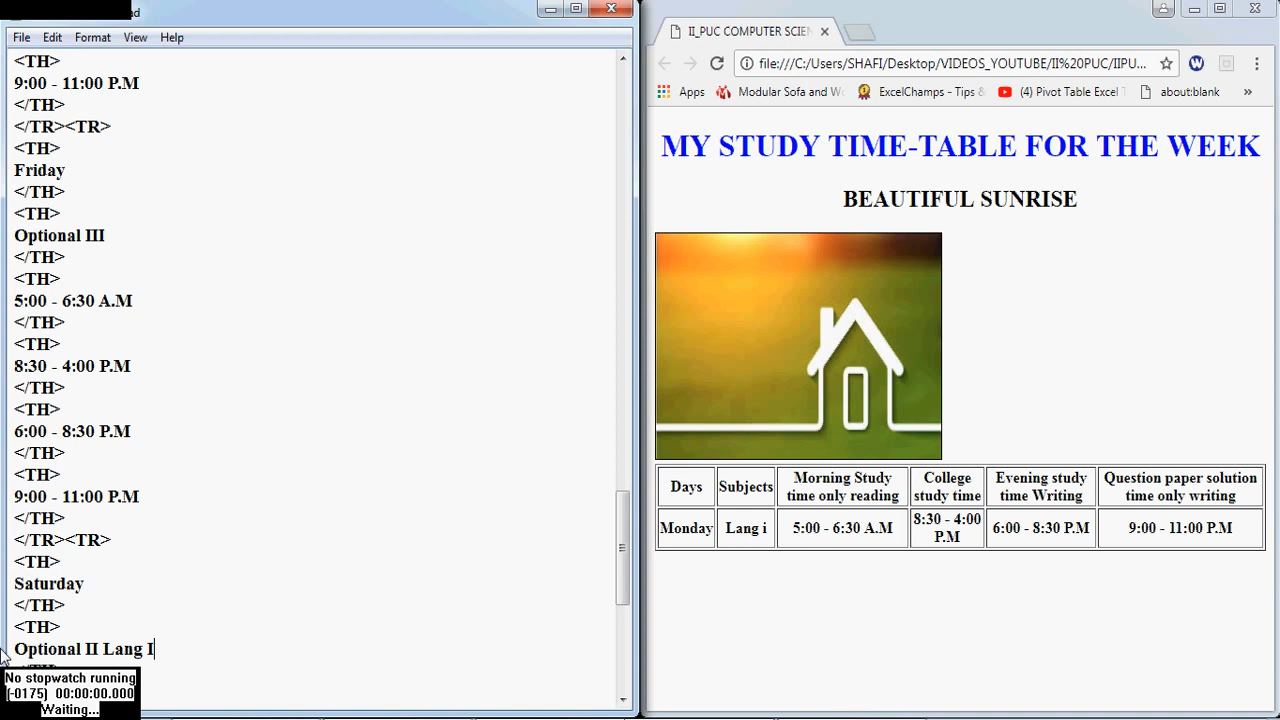 ad
File Edit Format View Help
<TH>
9:00 - 11:00 P.M
</TH>
</TR><TR>
<TH>
Friday
</TH>
<TH>
Optional III
</TH>
<TH>
5:00 - 6:30 A.M
</TH>
<TH>
8:30 - 4:00 P.M
</TH>
<TH>
6:00 - 8:30 P.M
</TH>
<TH>
9:00 - 11:00 P.M
</TH>
</TR><TR>
<TH>
Saturday
</TH>
<TH>
Optional II Lang I
No stopwatch running
[-0175] 00:00:00.000
Waiting...
II_PUC COMPUTER SCIEN
file:///C:/Users/SHAFI/Desktop/VIDEOS_YOUTUBE/II%20PUC/IIPU...
Apps Modular Sofa and ExcelChamps - Tips & (4) Pivot Table Excel about:blank »
MY STUDY TIME-TABLE FOR THE WEEK
BEAUTIFUL SUNRISE
Days Subjects Morning Study time only reading College study time Evening study time Writing Question paper solution time only writing
Monday Lang i 5:00 - 6:30 A.M 8:30 - 4:00 P.M 6:00 - 8:30 P.M 9:00 - 11:00 P.M